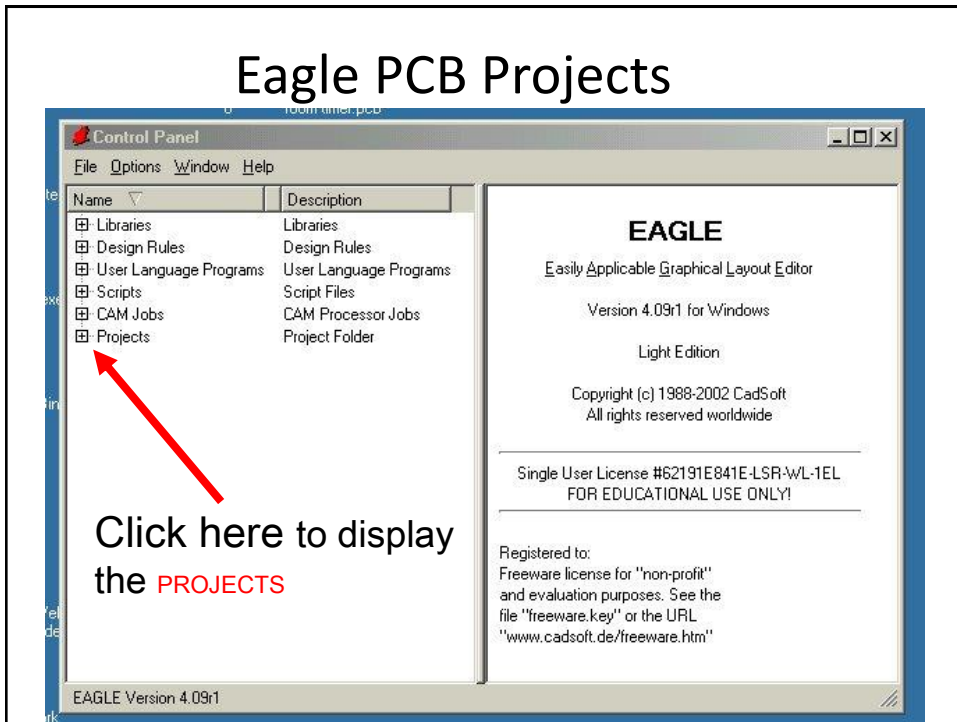 Eagle PCB Projects
room timer.pcb
Control Panel
File Options Window Help
Name Description
Libraries Libraries
Design Rules Design Rules
User Language Programs User Language Programs
Scripts Script Files
CAM Jobs CAM Processor Jobs
Projects Project Folder
Click here to display
the PROJECTS
EAGLE
Easily Applicable Graphical Layout Editor
Version 4.09r1 for Windows
Light Edition
Copyright (c) 1988-2002 CadSoft
All rights reserved worldwide
Single User License #62191E841E-LSR-WL-1EL
FOR EDUCATIONAL USE ONLY!
Registered to:
Freeware license for "non-profit"
and evaluation purposes. See the
file "freeware.key" or the URL
"www.cadsoft.de/freeware.htm"
EAGLE Version 4.09r1